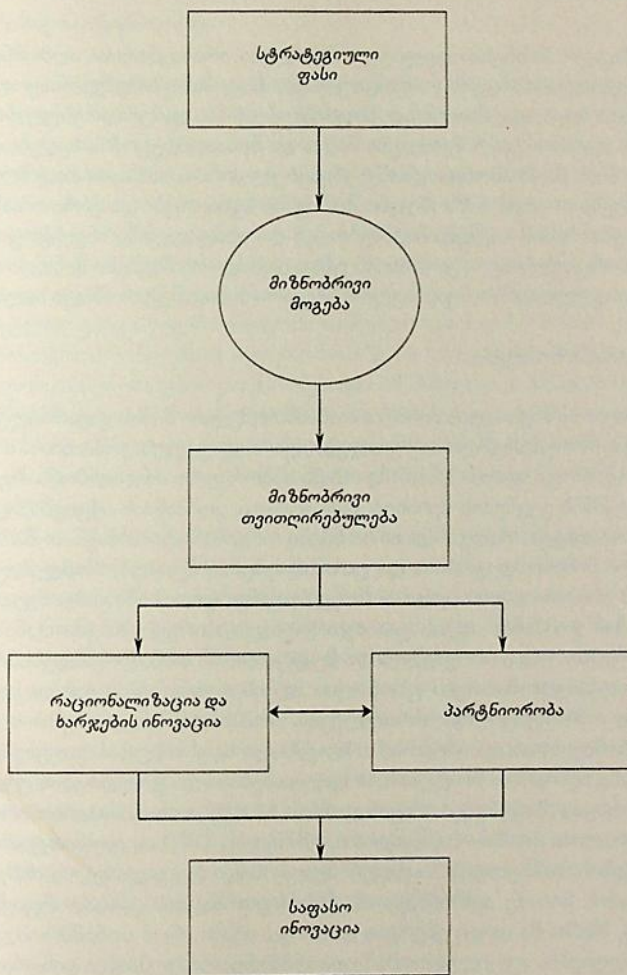 სტრატეგიული
ფასი
მიზნობრივი
მოგება
მიზნობრივი
თვითღირებულება
რაციონალიზაცია და
ხარჯების ინოვაცია
პარტნიორობა
საფასო
ინოვაცია